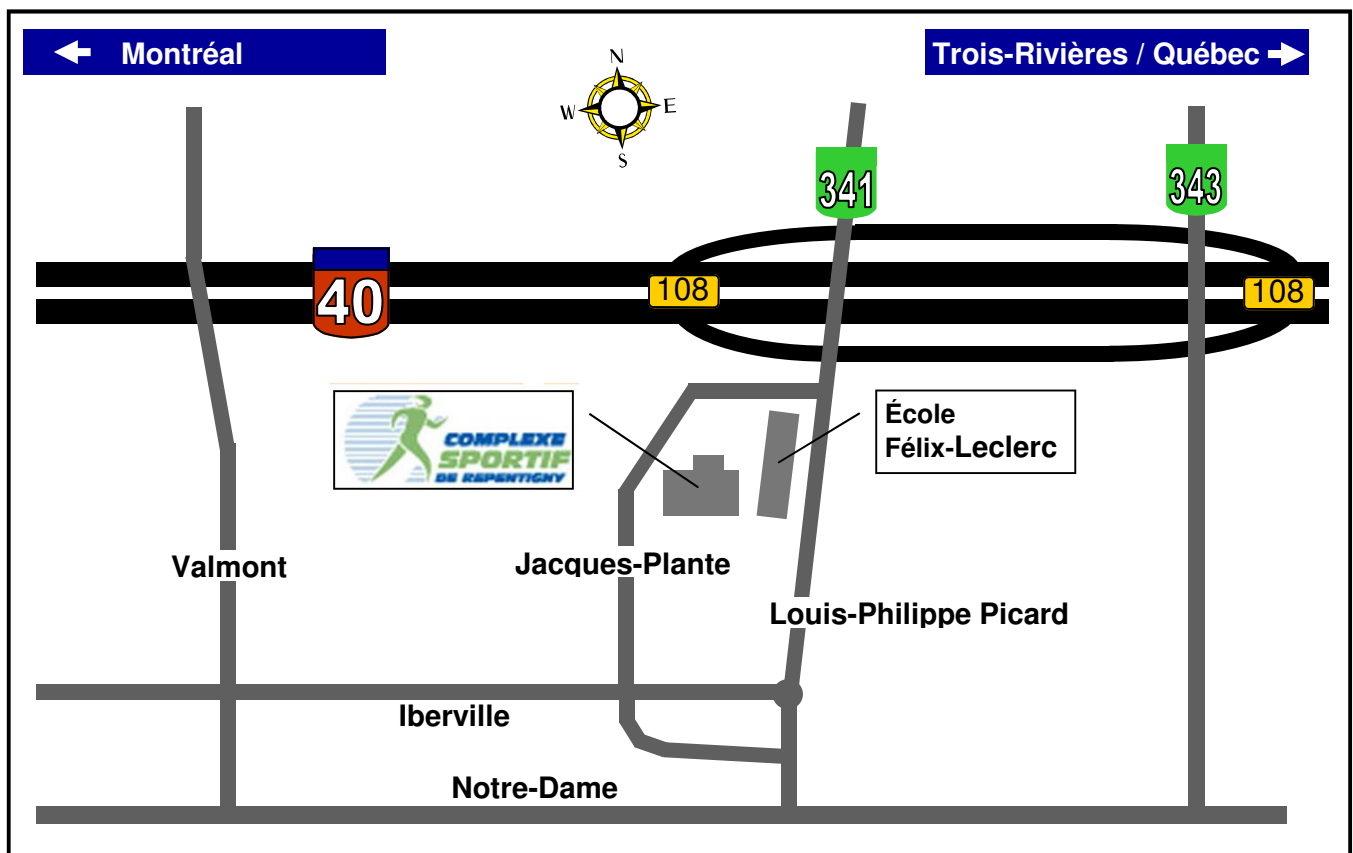 Montréal
Trois-Rivières / Québec
N
W
E
S
341
343
40
108
108
COMPLEXE
SPORTIF
DE REPENTIGNY
École
Félix-Leclerc
Valmont
Jacques-Plante
Louis-Philippe Picard
Iberville
Notre-Dame